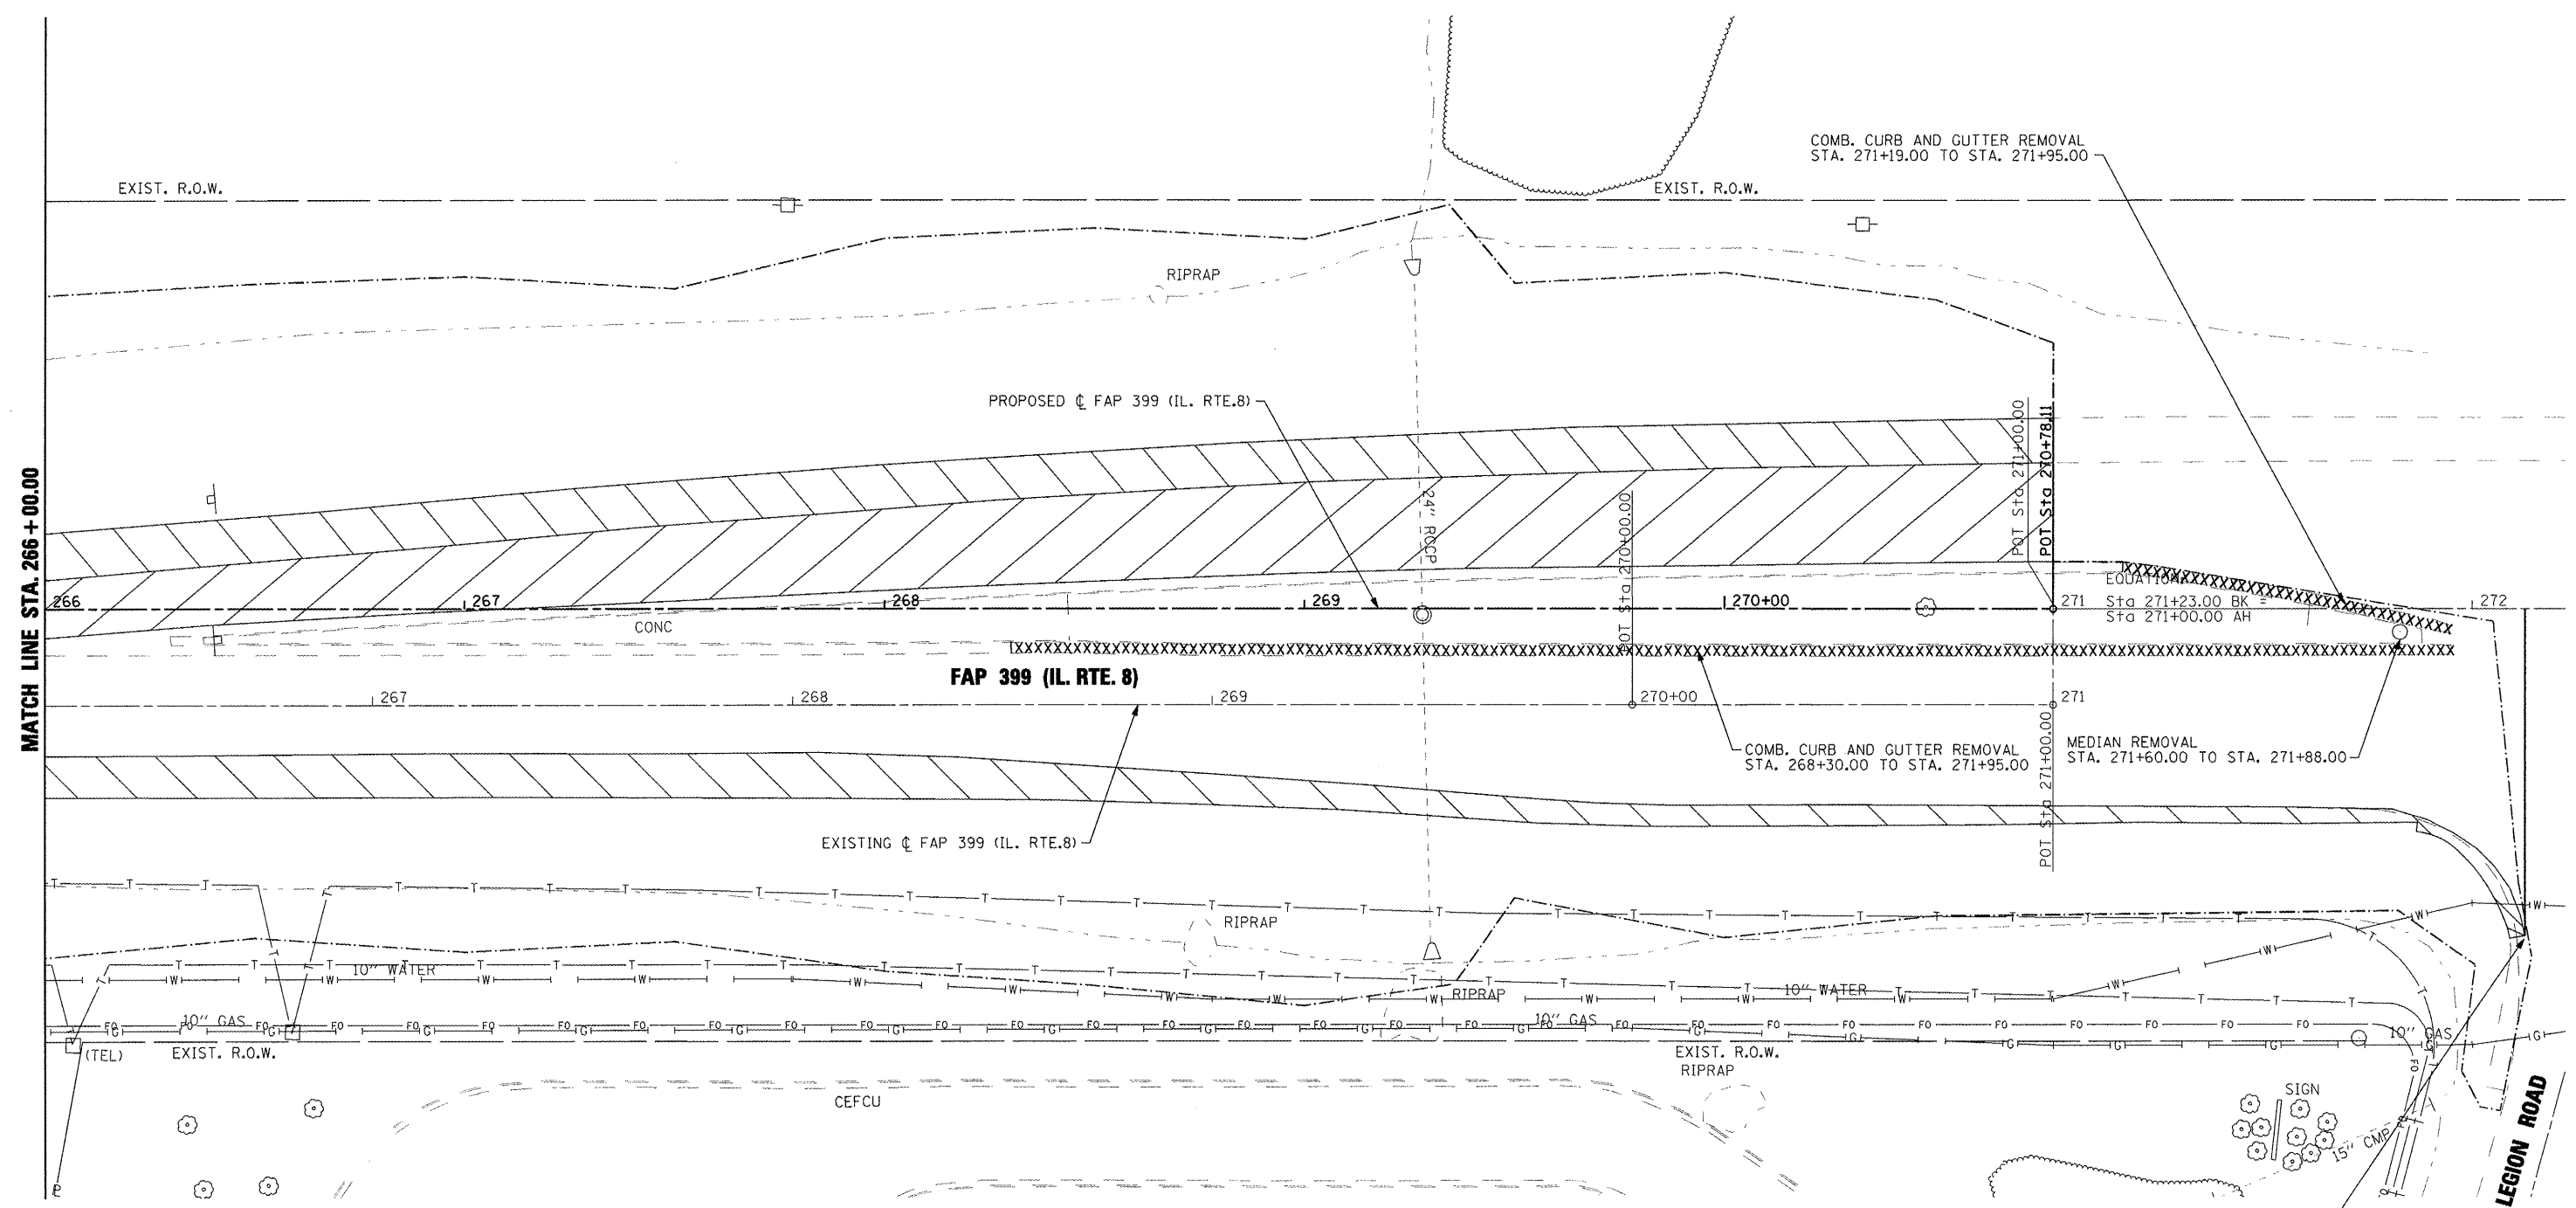 COMB. CURB AND GUTTER REMOVAL
STA. 271+19.00 TO STA. 271+95.00
EXIST. R.O.W.
EXIST. R.O.W.
RIPRAP
PROPOSED ℄ FAP 399 (IL. RTE.8)
MATCH LINE STA. 266+00.00
24" RCCP
POT Sta 270+00.00
POT Sta 271+00.00
POT Sta 270+78.11
EQUATION
Sta 271+23.00 BK =
Sta 271+00.00 AH
266
267
268
269
270+00
271
272
CONC
FAP 399 (IL. RTE. 8)
267
268
269
270+00
271
COMB. CURB AND GUTTER REMOVAL
STA. 268+30.00 TO STA. 271+95.00
MEDIAN REMOVAL
STA. 271+60.00 TO STA. 271+88.00
POT Sta 271+00.00
EXISTING ℄ FAP 399 (IL. RTE.8)
RIPRAP
10" WATER
RIPRAP
10" WATER
10" GAS
10" GAS
10" GAS
(TEL)
EXIST. R.O.W.
EXIST. R.O.W.
RIPRAP
CEFCU
SIGN
15" CMP
LEGION ROAD